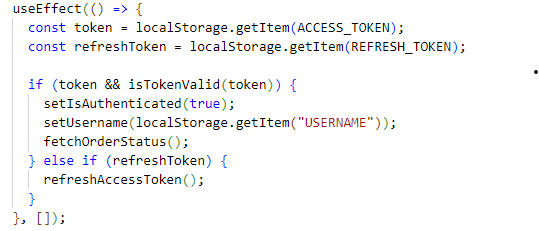 useEffect(() => {
  const token = localStorage.getItem(ACCESS_TOKEN);
  const refreshToken = localStorage.getItem(REFRESH_TOKEN);

  if (token && isTokenValid(token)) {
    setIsAuthenticated(true);
    setUsername(localStorage.getItem("USERNAME"));
    fetchOrderStatus();
  } else if (refreshToken) {
    refreshAccessToken();
  }
}, []);